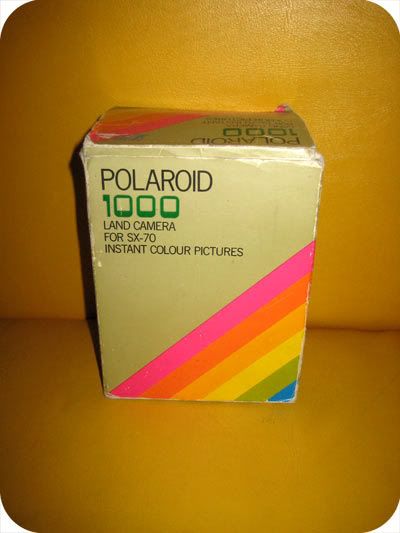 POLAROID
1000
POLAROID
1000
LAND CAMERA
FOR SX-70
INSTANT COLOUR PICTURES